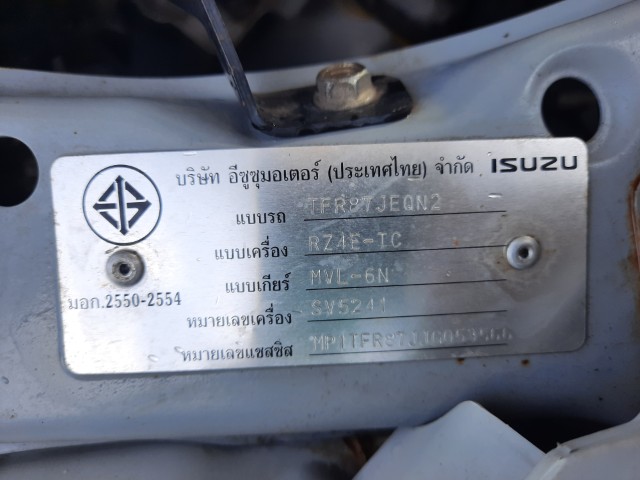 บริษัท อีซูซุมอเตอร์ (ประเทศไทย) จำกัด ISUZU
แบบรถ TFR87JEQN2
แบบเครื่อง RZ4E-TC
แบบเกียร์ MVL-6N
มอก.2550-2554
หมายเลขเครื่อง SV5241
หมายเลขแชสซีส